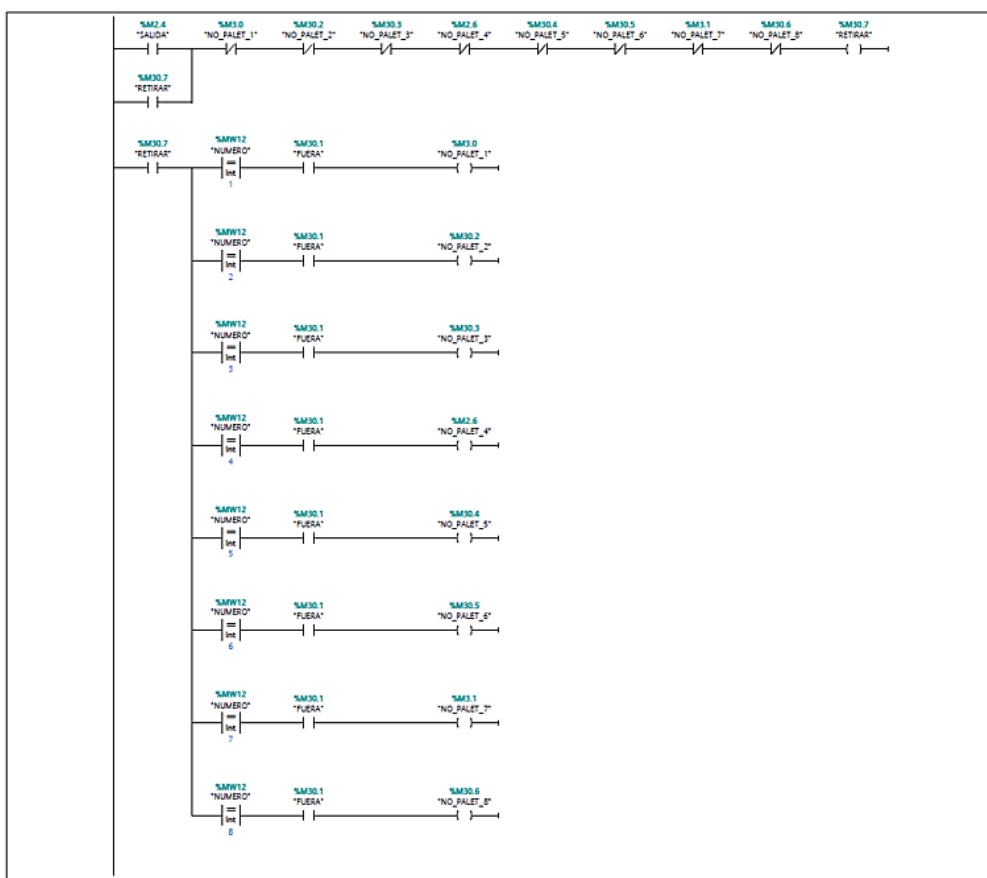 %M2.4 %M3.0 %M30.2 %M30.3 %M2.6 %M30.4 %M30.5 %M3.1 %M30.6 %M30.7
"SALIDA" "NO_PALET_1" "NO_PALET_2" "NO_PALET_3" "NO_PALET_4" "NO_PALET_5" "NO_PALET_6" "NO_PALET_7" "NO_PALET_8" "RETIRAR"
%M30.7
"RETIRAR"
%M30.7 %MW12 %M30.1 %M3.0
"RETIRAR" "NUMERO" "FUERA" "NO_PALET_1"
==
Int
1
%MW12 %M30.1 %M30.2
"NUMERO" "FUERA" "NO_PALET_2"
==
Int
2
%MW12 %M30.1 %M30.3
"NUMERO" "FUERA" "NO_PALET_3"
==
Int
3
%MW12 %M30.1 %M2.6
"NUMERO" "FUERA" "NO_PALET_4"
==
Int
4
%MW12 %M30.1 %M30.4
"NUMERO" "FUERA" "NO_PALET_5"
==
Int
5
%MW12 %M30.1 %M30.5
"NUMERO" "FUERA" "NO_PALET_6"
==
Int
6
%MW12 %M30.1 %M3.1
"NUMERO" "FUERA" "NO_PALET_7"
==
Int
7
%MW12 %M30.1 %M30.6
"NUMERO" "FUERA" "NO_PALET_8"
==
Int
8